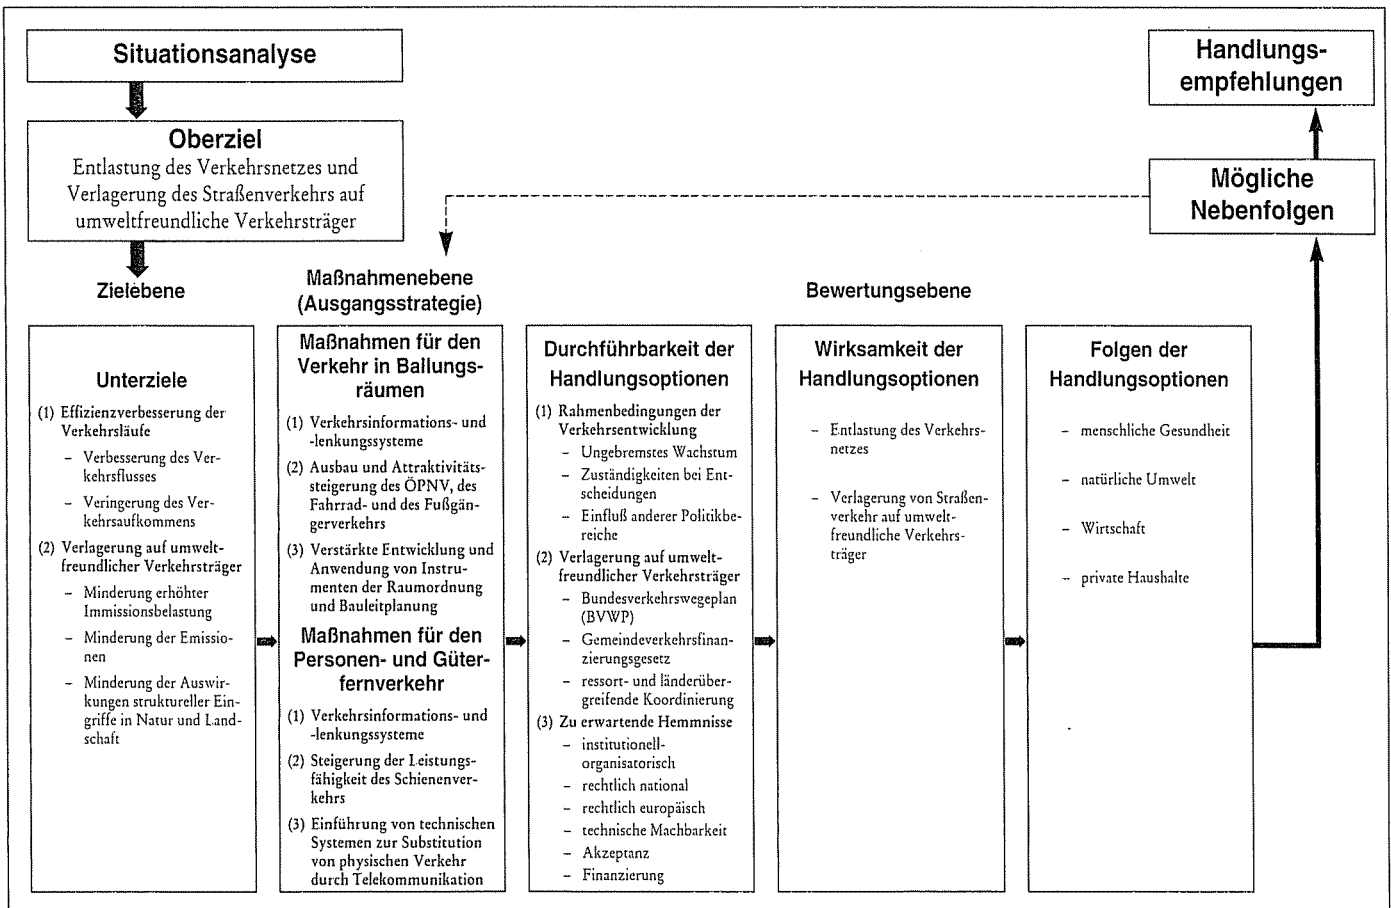 Situationsanalyse
Oberziel
Entlastung des Verkehrsnetzes und
Verlagerung des Straßenverkehrs auf
umweltfreundliche Verkehrsträger
Handlungs-
empfehlungen
Mögliche
Nebenfolgen
Zielebene
Maßnahmenebene
(Ausgangsstrategie)
Bewertungsebene
Unterziele
(1) Effizienzverbesserung der
Verkehrsläufe
– Verbesserung des Ver-
kehrsflusses
– Veringerung des Ver-
kehrsaufkommens
(2) Verlagerung auf umwelt-
freundlicher Verkehrsträger
– Minderung erhöhter
Immissionsbelastung
– Minderung der Emissio-
nen
– Minderung der Auswir-
kungen struktureller Ein-
griffe in Natur und Land-
schaft
Maßnahmen für den
Verkehr in Ballungs-
räumen
(1) Verkehrsinformations- und
-lenkungssysteme
(2) Ausbau und Attraktivitäts-
steigerung des ÖPNV, des
Fahrrad- und des Fußgän-
gerverkehrs
(3) Verstärkte Entwicklung und
Anwendung von Instru-
menten der Raumordnung
und Bauleitplanung
Maßnahmen für den
Personen- und Güter-
fernverkehr
(1) Verkehrsinformations- und
-lenkungssysteme
(2) Steigerung der Leistungs-
fähigkeit des Schienenver-
kehrs
(3) Einführung von technischen
Systemen zur Substitution
von physischen Verkehr
durch Telekommunikation
Durchführbarkeit der
Handlungsoptionen
(1) Rahmenbedingungen der
Verkehrsentwicklung
– Ungebremstes Wachstum
– Zuständigkeiten bei Ent-
scheidungen
– Einfluß anderer Politikbe-
reiche
(2) Verlagerung auf umwelt-
freundlicher Verkehrsträger
– Bundesverkehrswegeplan
(BVWP)
– Gemeindeverkehrsfinan-
zierungsgesetz
– ressort- und länderüber-
greifende Koordinierung
(3) Zu erwartende Hemmnisse
– institutionell-
organisatorisch
– rechtlich national
– rechtlich europäisch
– technische Machbarkeit
– Akzeptanz
– Finanzierung
Wirksamkeit der
Handlungsoptionen
– Entlastung des Verkehrs-
netzes
– Verlagerung von Straßen-
verkehr auf umwelt-
freundliche Verkehrs-
träger
Folgen der
Handlungsoptionen
– menschliche Gesundheit
– natürliche Umwelt
– Wirtschaft
– private Haushalte